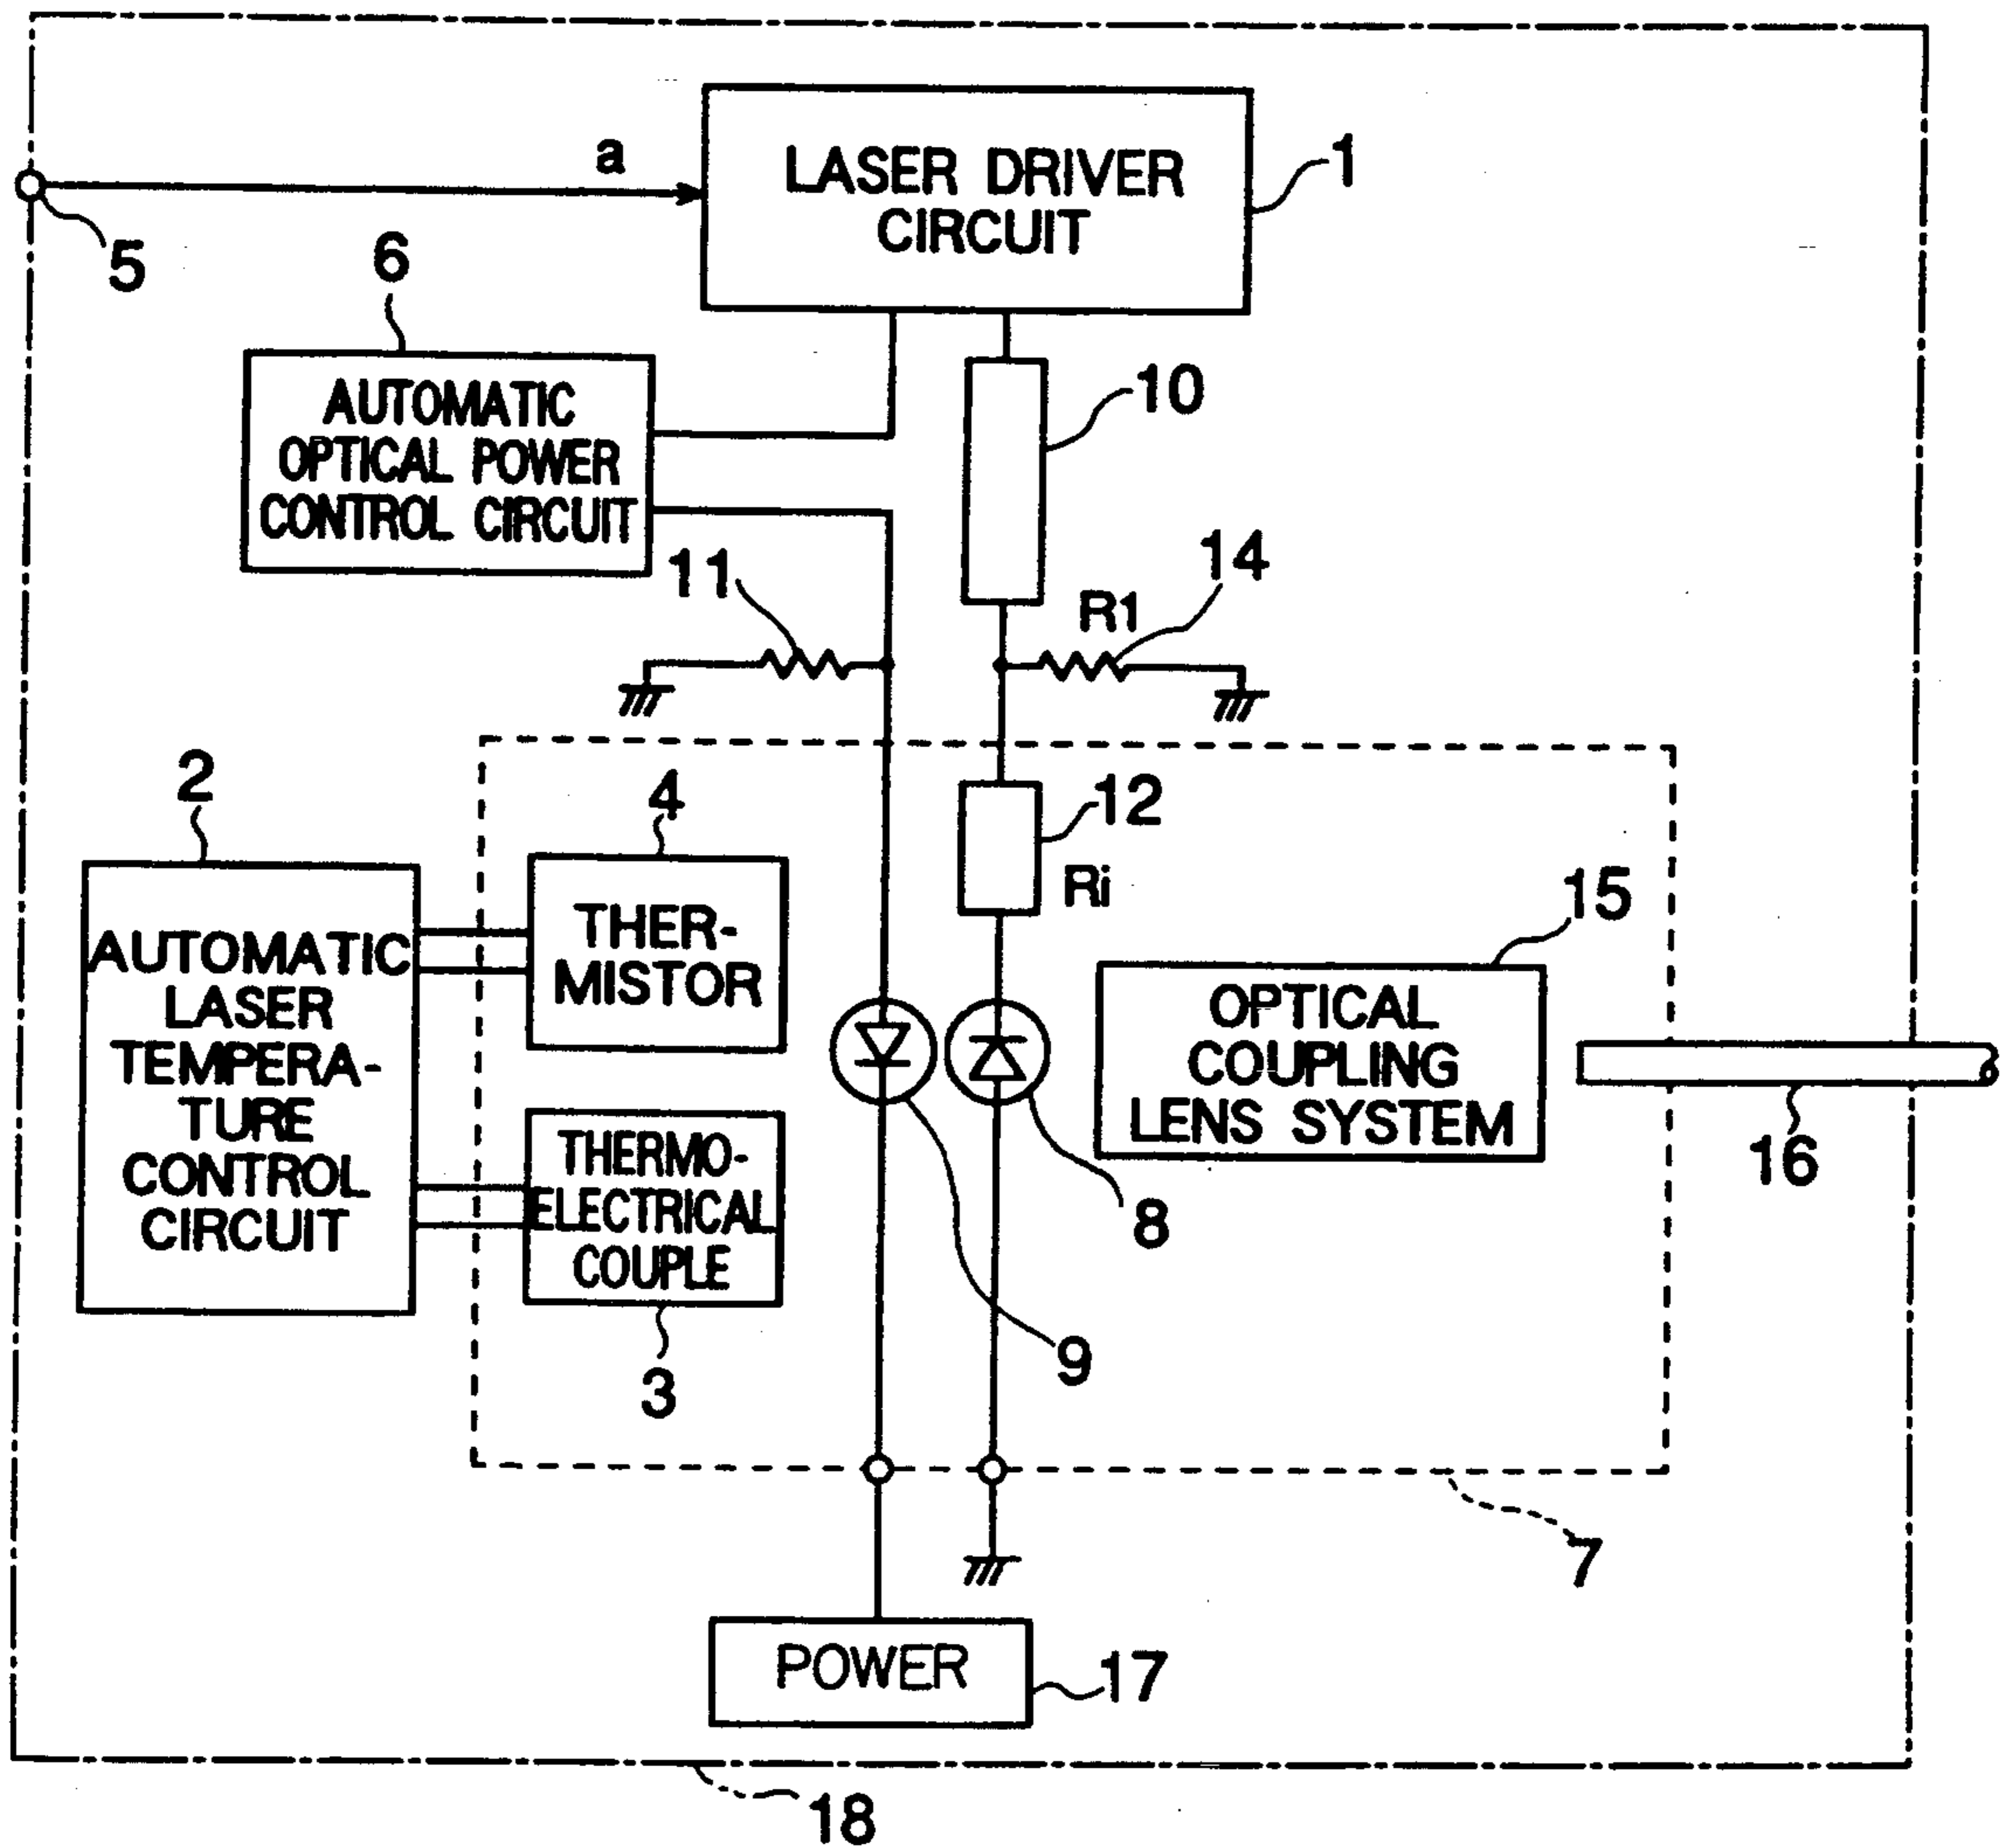 LASER DRIVER
CIRCUIT
1
a
5
6
AUTOMATIC
OPTICAL POWER
CONTROL CIRCUIT
10
11
14
R1
2
4
12
Ri
15
AUTOMATIC
LASER
TEMPERA-
TURE
CONTROL
CIRCUIT
THER-
MISTOR
OPTICAL
COUPLING
LENS SYSTEM
16
THERMO-
ELECTRICAL
COUPLE
8
9
3
7
POWER
17
18